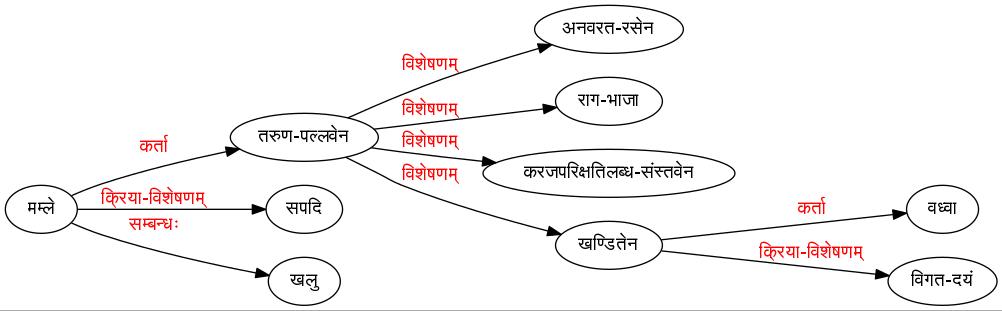 अनवरत-रसेन
विशेषणम्
राग-भाजा
विशेषणम्
तरुण-पल्लवेन
विशेषणम्
कर्ता
करजपरिक्षतिलब्ध-संस्तवेन
विशेषणम्
मम्ले
क्रिया-विशेषणम्
सपदि
कर्ता
वध्वा
सम्बन्धः
खण्डितेन
क्रिया-विशेषणम्
खलु
विगत-दयं